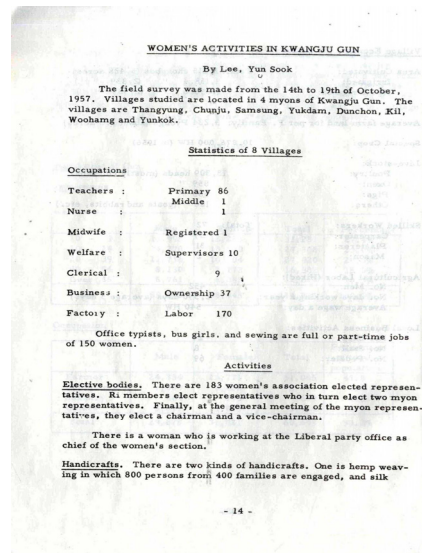 WOMEN'S ACTIVITIES IN KWANGJU GUN
By Lee, Yun Sook
The field survey was made from the 14th to 19th of October,
1957. Villages studied are located in 4 myons of Kwangju Gun. The
villages are Thangyung, Chunju, Samsung, Yukdam, Dunchon, Kil,
Woohamg and Yunkok.
Statistics of 8 Villages
Occupations
Teachers : Primary 86
Middle 1
Nurse : 1
Midwife : Registered 1
Welfare : Supervisors 10
Clerical : 9
Business : Ownership 37
Factory : Labor 170
Office typists, bus girls, and sewing are full or part-time jobs
of 150 women.
Activities
Elective bodies. There are 183 women's association elected represen-
tatives. Ri members elect representatives who in turn elect two myon
representatives. Finally, at the general meeting of the myon represen-
tatives, they elect a chairman and a vice-chairman.
There is a woman who is working at the Liberal party office as
chief of the women's section.
Handicrafts. There are two kinds of handicrafts. One is hemp weav-
ing in which 800 persons from 400 families are engaged, and silk
- 14 -